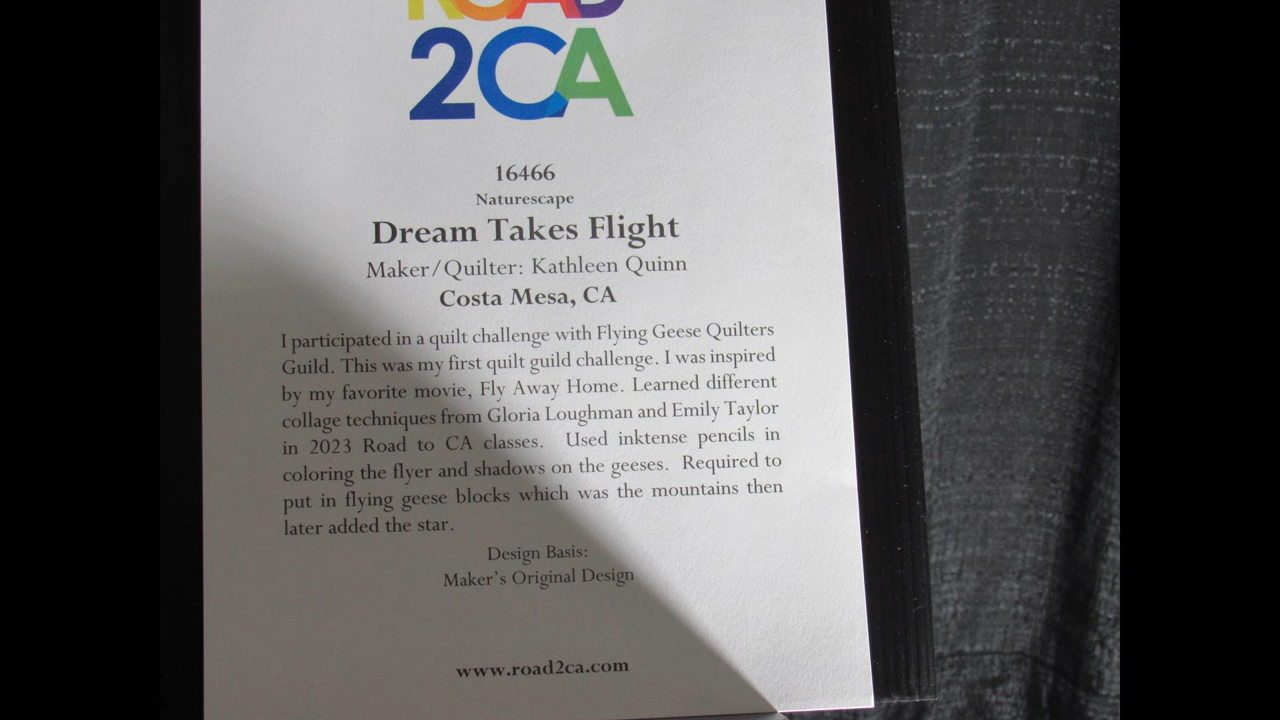 ROAD
2CA
16466
Naturescape
Dream Takes Flight
Maker/Quilter: Kathleen Quinn
Costa Mesa, CA
I participated in a quilt challenge with Flying Geese Quilters
Guild. This was my first quilt guild challenge. I was inspired
by my favorite movie, Fly Away Home. Learned different
collage techniques from Gloria Loughman and Emily Taylor
in 2023 Road to CA classes. Used inktense pencils in
coloring the flyer and shadows on the geeses. Required to
put in flying geese blocks which was the mountains then
later added the star.
Design Basis:
Maker's Original Design
www.road2ca.com